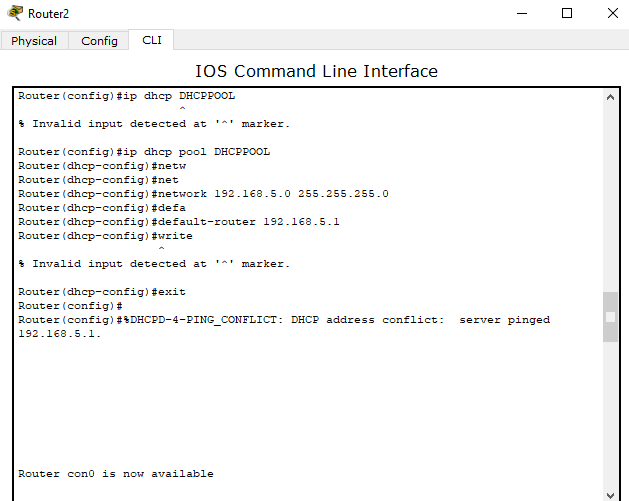 Router2
Physical Config CLI
IOS Command Line Interface
Router(config)#ip dhcp DHCPPOOL
^
% Invalid input detected at '^' marker.
Router(config)#ip dhcp pool DHCPPOOL
Router(dhcp-config)#netw
Router(dhcp-config)#net
Router(dhcp-config)#network 192.168.5.0 255.255.255.0
Router(dhcp-config)#defa
Router(dhcp-config)#default-router 192.168.5.1
Router(dhcp-config)#write
^
% Invalid input detected at '^' marker.
Router(dhcp-config)#exit
Router(config)#
Router(config)#%DHCPD-4-PING_CONFLICT: DHCP address conflict:  server pinged
192.168.5.1.
Router con0 is now available